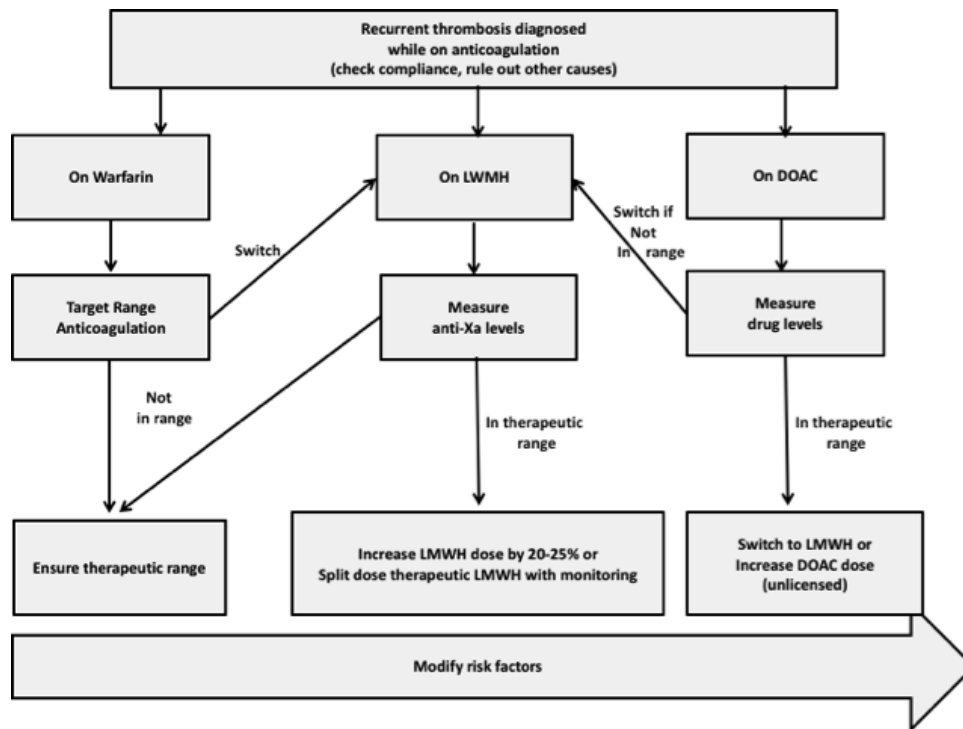 Recurrent thrombosis diagnosed
while on anticoagulation
(check compliance, rule out other causes)
On Warfarin
On LWMH
On DOAC
Switch
Switch if
Not
In range
Target Range
Anticoagulation
Measure
anti-Xa levels
Measure
drug levels
Not
in range
In therapeutic
range
In therapeutic
range
Ensure therapeutic range
Increase LMWH dose by 20-25% or
Split dose therapeutic LMWH with monitoring
Switch to LMWH or
Increase DOAC dose
(unlicensed)
Modify risk factors